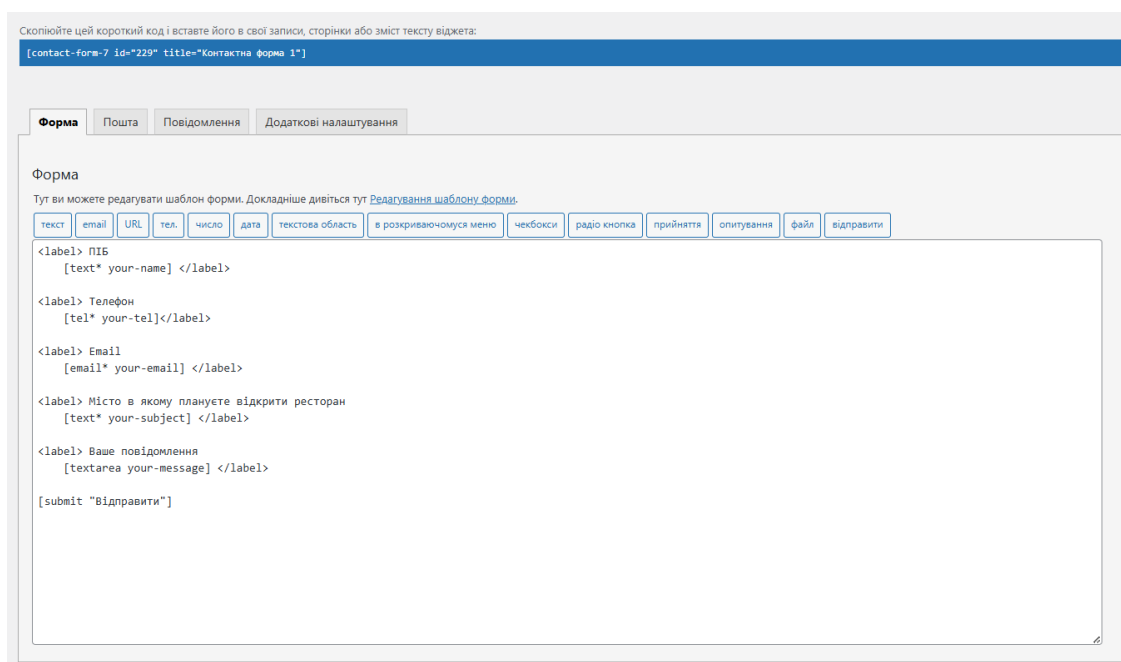 Скопіюйте цей короткий код і вставте його в свої записи, сторінки або зміст тексту віджета:
[contact-form-7 id="229" title="Контактна форма 1"]
Форма Пошта Повідомлення Додаткові налаштування
Форма
Тут ви можете редагувати шаблон форми. Докладніше дивіться тут Редагування шаблону форми.
текст email URL тел. число дата текстова область в розкриваючомуся меню чекбокси радіо кнопка прийняття опитування файл відправити
<label> ПІБ
[text* your-name] </label>
<label> Телефон
[tel* your-tel]</label>
<label> Email
[email* your-email] </label>
<label> Місто в якому плануєте відкрити ресторан
[text* your-subject] </label>
<label> Ваше повідомлення
[textarea your-message] </label>
[submit "Відправити"]